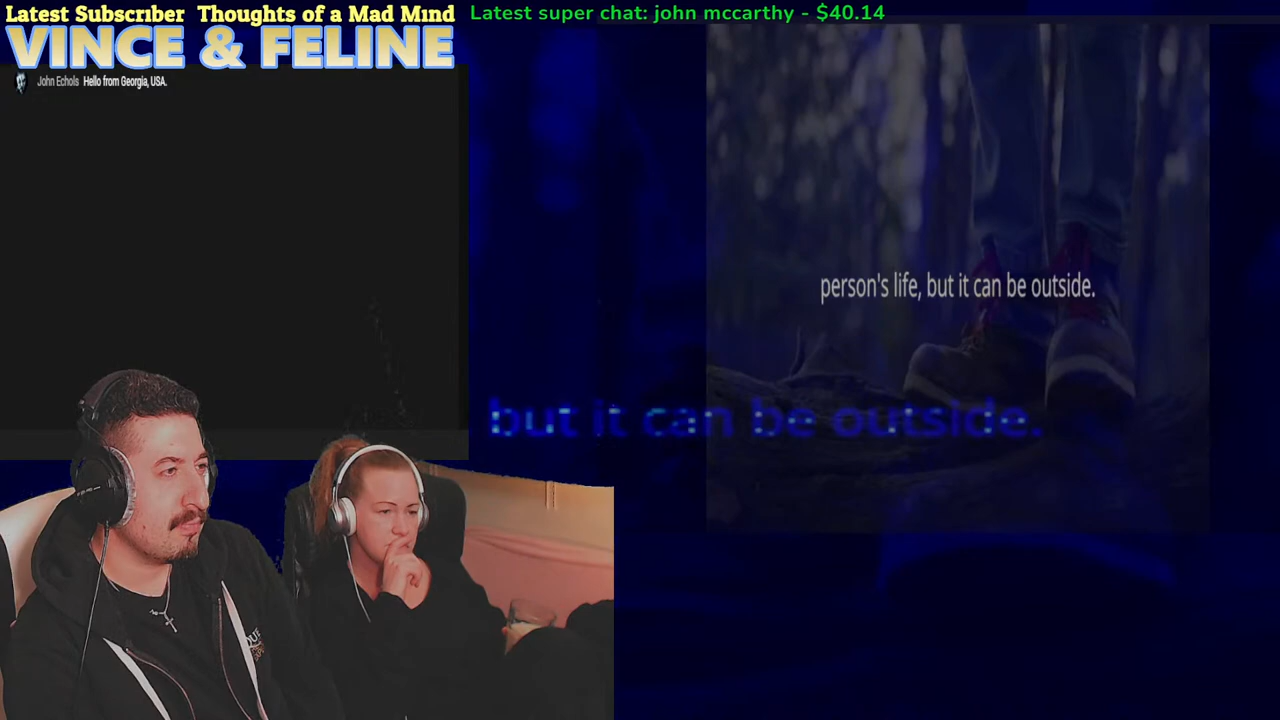 Latest Subscriber Thoughts of a Mad Mind
Latest super chat: john mccarthy - $40.14
VINCE & FELINE
John Echols Hello from Georgia, USA.
person's life, but it can be outside.
but it can be outside.